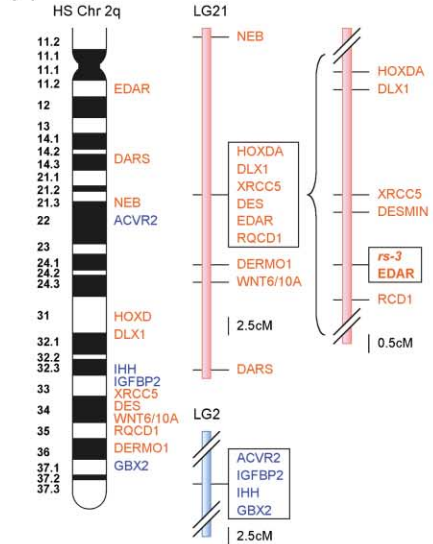 HS Chr 2q
11.2
11.1
11.1
11.2
12
13
14.1
14.2
14.3
21.1
21.2
21.3
22
23
24.1
24.2
24.3
31
32.1
32.2
32.3
33
34
35
36
37.1
37.2
37.3
EDAR
DARS
NEB
ACVR2
HOXD
DLX1
IHH
IGFBP2
XRCC5
DES
WNT6/10A
RQCD1
DERMO1
GBX2
LG21
NEB
HOXDA
DLX1
XRCC5
DES
EDAR
RQCD1
DERMO1
WNT6/10A
2.5cM
DARS
HOXDA
DLX1
XRCC5
DESMIN
rs-3
EDAR
RCD1
0.5cM
LG2
ACVR2
IGFBP2
IHH
GBX2
2.5cM